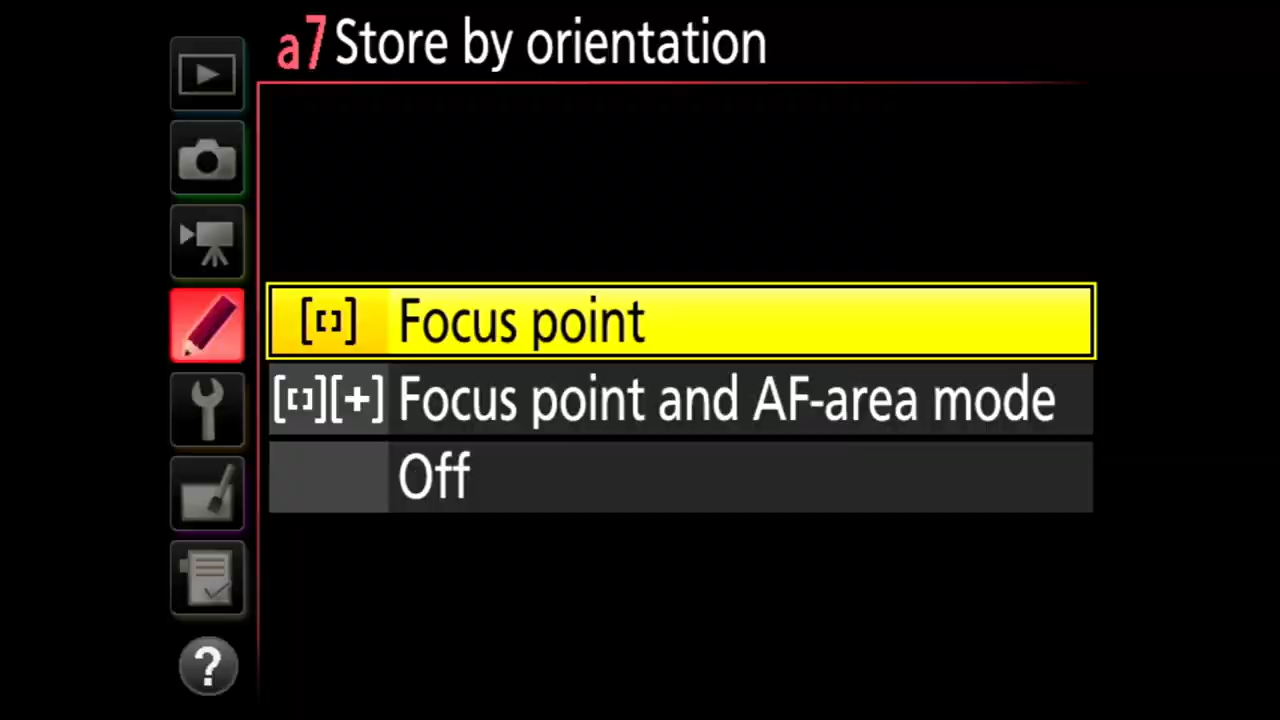 a7 Store by orientation
[[ ]] Focus point
[[ ]][+] Focus point and AF-area mode
Off
?